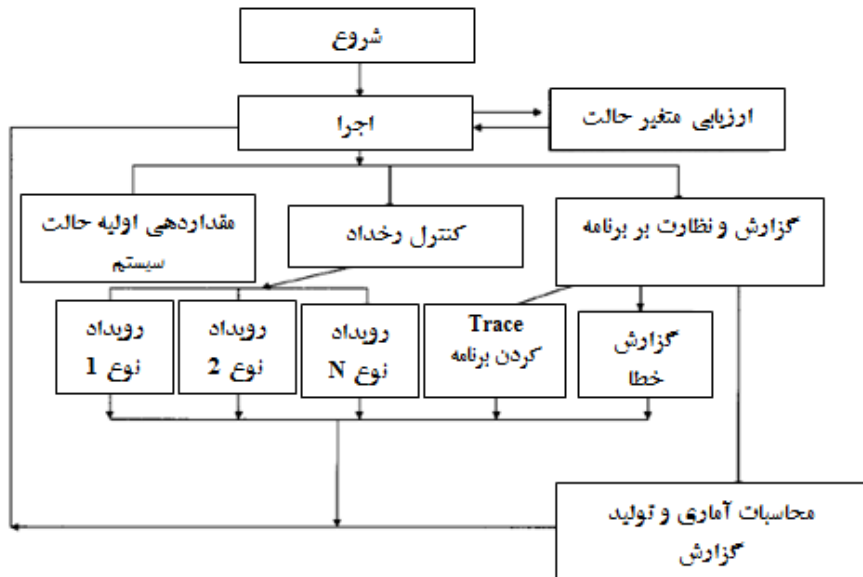 شروع
اجرا
ارزیابی متغیر حالت
مقداردهی اولیه حالت
سیستم
کنترل رخداد
گزارش و نظارت بر برنامه
رویداد
نوع 1
رویداد
نوع 2
رویداد
نوع N
Trace
کردن برنامه
گزارش
خطا
محاسبات آماری و تولید
گزارش